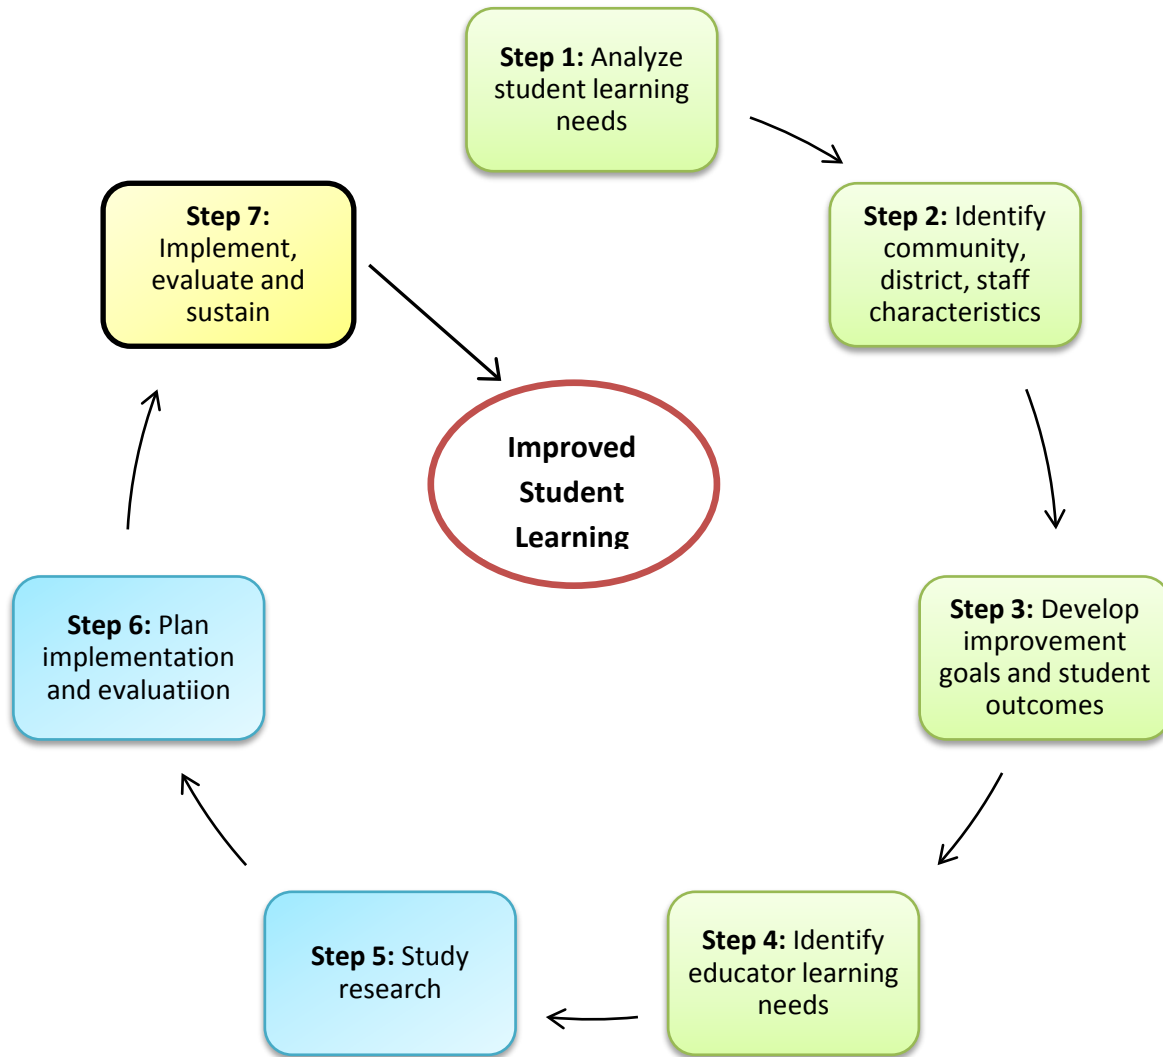 Step 1: Analyze
student learning
needs
Step 2: Identify
community,
district, staff
characteristics
Step 3: Develop
improvement
goals and student
outcomes
Step 4: Identify
educator learning
needs
Step 5: Study
research
Step 6: Plan
implementation
and evaluatiion
Step 7:
Implement,
evaluate and
sustain
Improved
Student
Learning